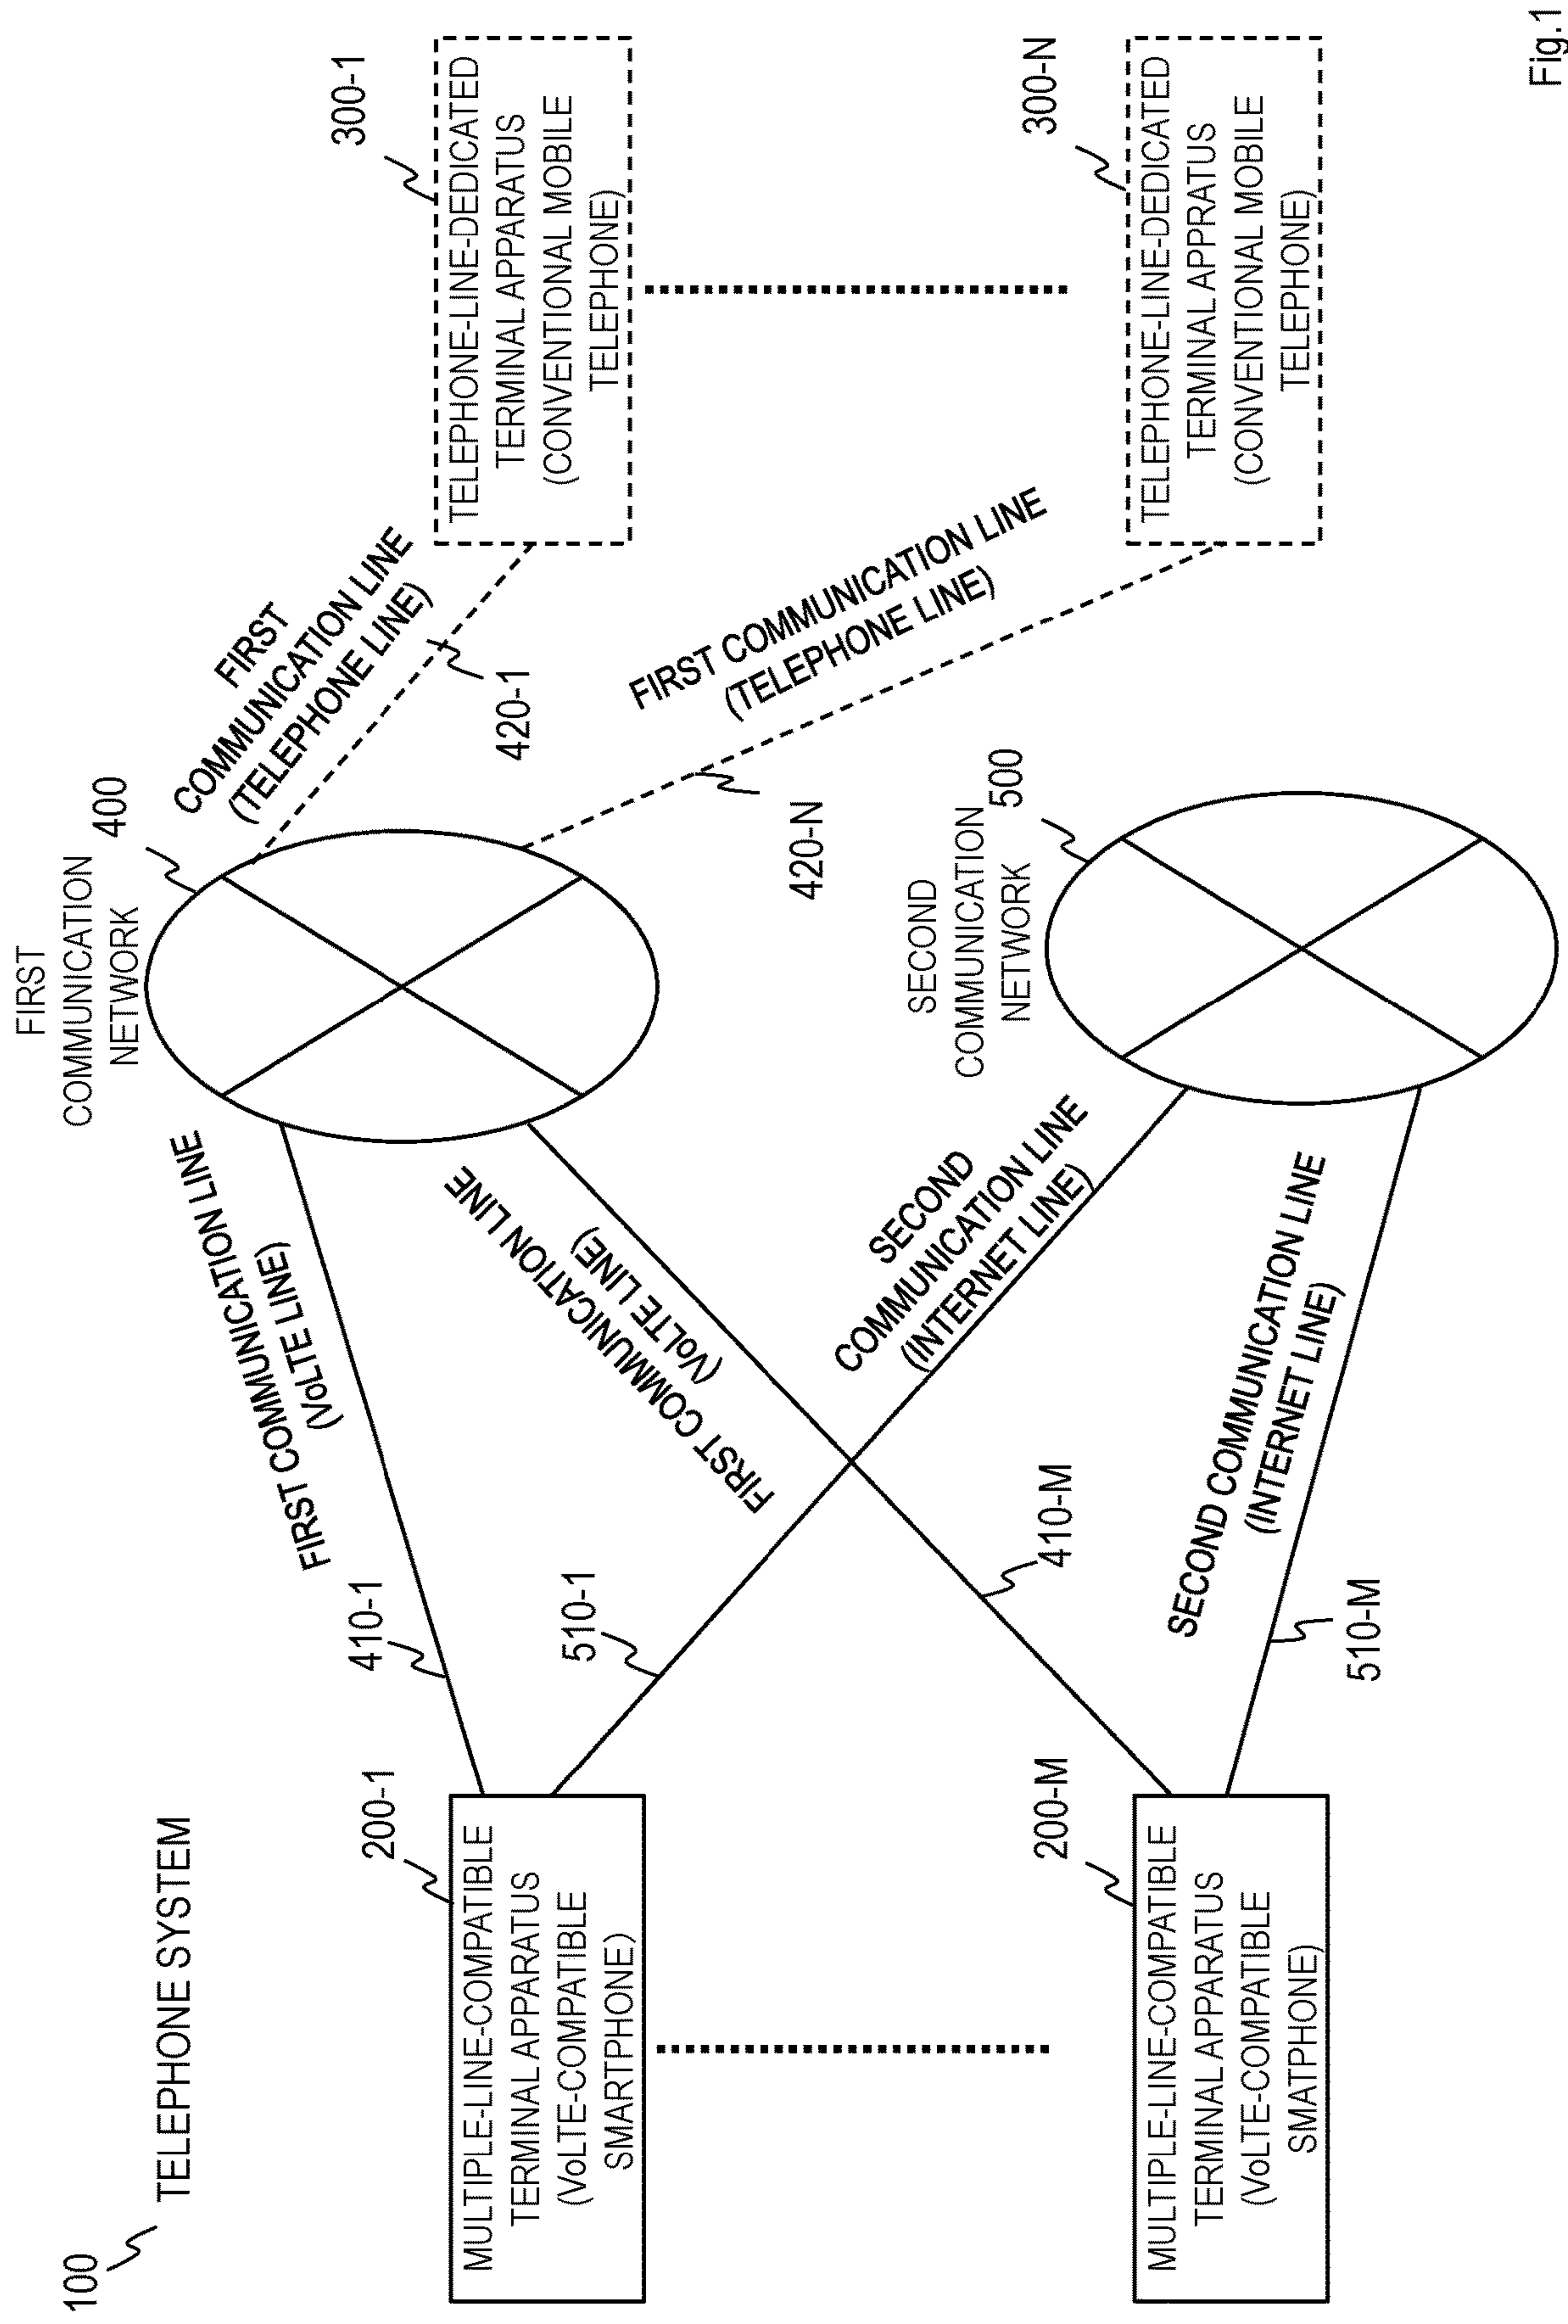 100
TELEPHONE SYSTEM
FIRST
COMMUNICATION
NETWORK
400
FIRST COMMUNICATION LINE
(VoLTE LINE)
410-1
FIRST
COMMUNICATION LINE
(TELEPHONE LINE)
420-1
300-1
TELEPHONE-LINE-DEDICATED
TERMINAL APPARATUS
(CONVENTIONAL MOBILE
TELEPHONE)
200-1
MULTIPLE-LINE-COMPATIBLE
TERMINAL APPARATUS
(VoLTE-COMPATIBLE
SMARTPHONE)
510-1
FIRST COMMUNICATION LINE
(VoLTE LINE)
FIRST COMMUNICATION LINE
(TELEPHONE LINE)
420-N
SECOND
COMMUNICATION LINE
(INTERNET LINE)
SECOND
COMMUNICATION
NETWORK
500
410-M
300-N
TELEPHONE-LINE-DEDICATED
TERMINAL APPRATUS
(CONVENTIONAL MOBILE
TELEPHONE)
200-M
MULTIPLE-LINE-COMPATIBLE
TERMINAL APPARATUS
(VoLTE-COMPATIBLE
SMATPHONE)
SECOND COMMUNICATION LINE
(INTERNET LINE)
510-M
Fig.1